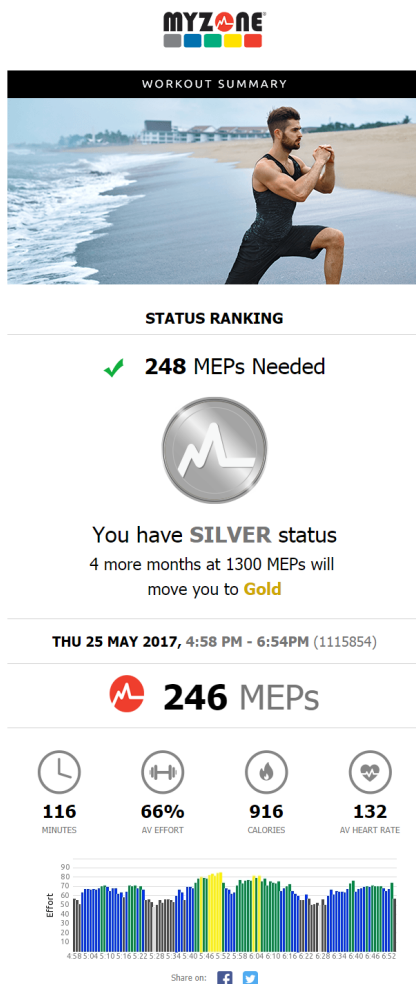 MYZONE®
WORKOUT SUMMARY
STATUS RANKING
248 MEPs Needed
You have SILVER status
4 more months at 1300 MEPs will
move you to Gold
THU 25 MAY 2017, 4:58 PM - 6:54PM (1115854)
246 MEPs
116 66% 916 132
MINUTES AV EFFORT CALORIES AV HEART RATE
Effort
90
80
70
60
50
40
30
20
10
4:58 5:04 5:10 5:16 5:22 5:28 5:34 5:40 5:46 5:52 5:58 6:04 6:10 6:16 6:22 6:28 6:34 6:40 6:46 6:52
Share on: